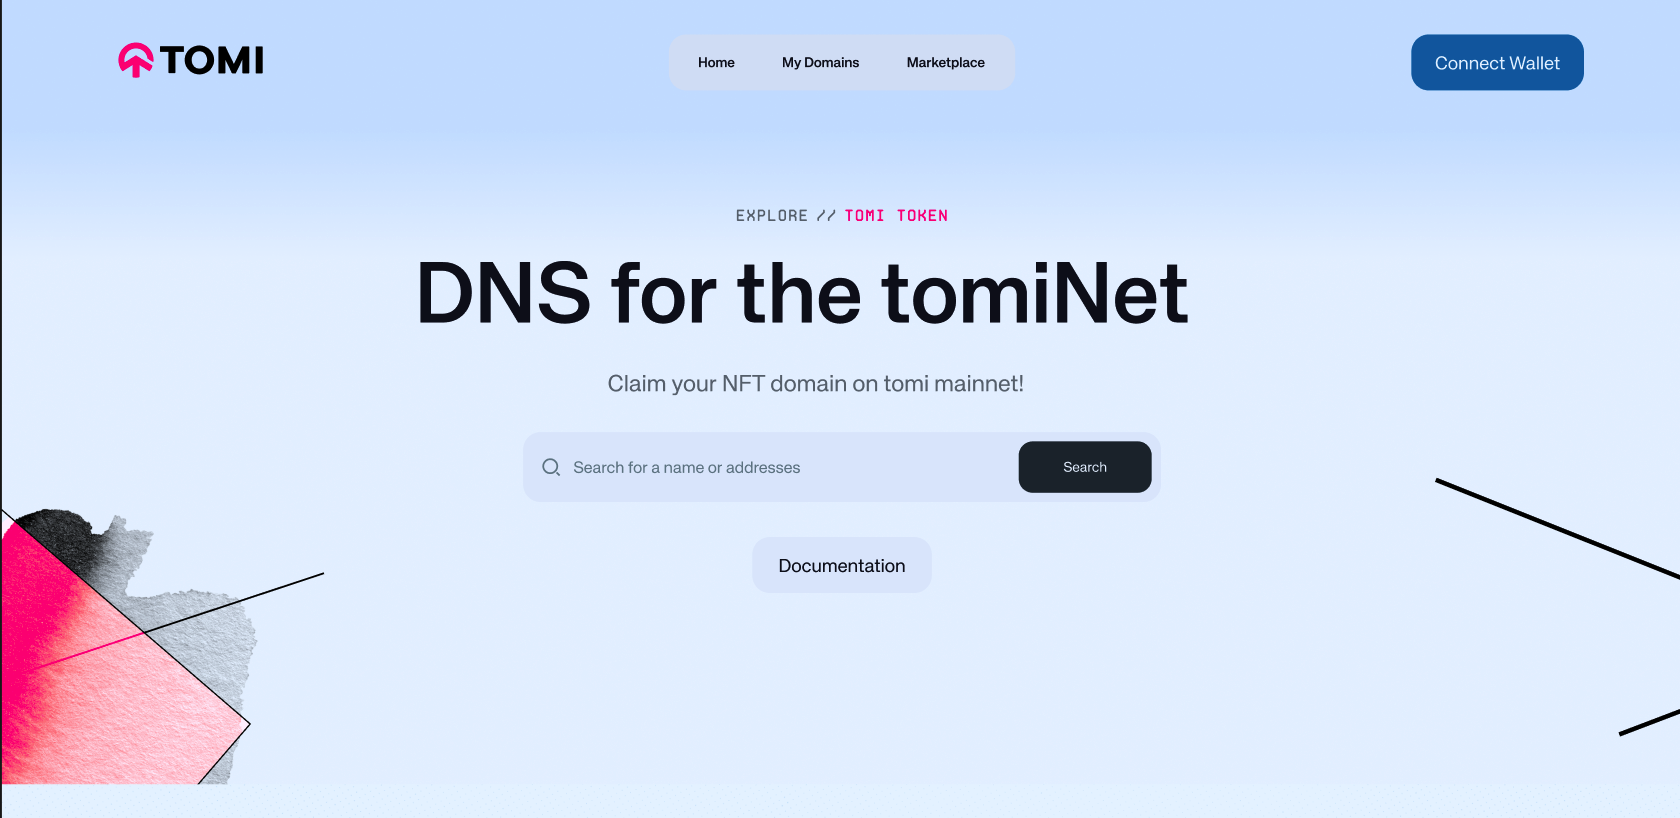 TOMI
Home
My Domains
Marketplace
Connect Wallet
EXPLORE // TOMI TOKEN
DNS for the tomiNet
Claim your NFT domain on tomi mainnet!
Search for a name or addresses
Search
Documentation